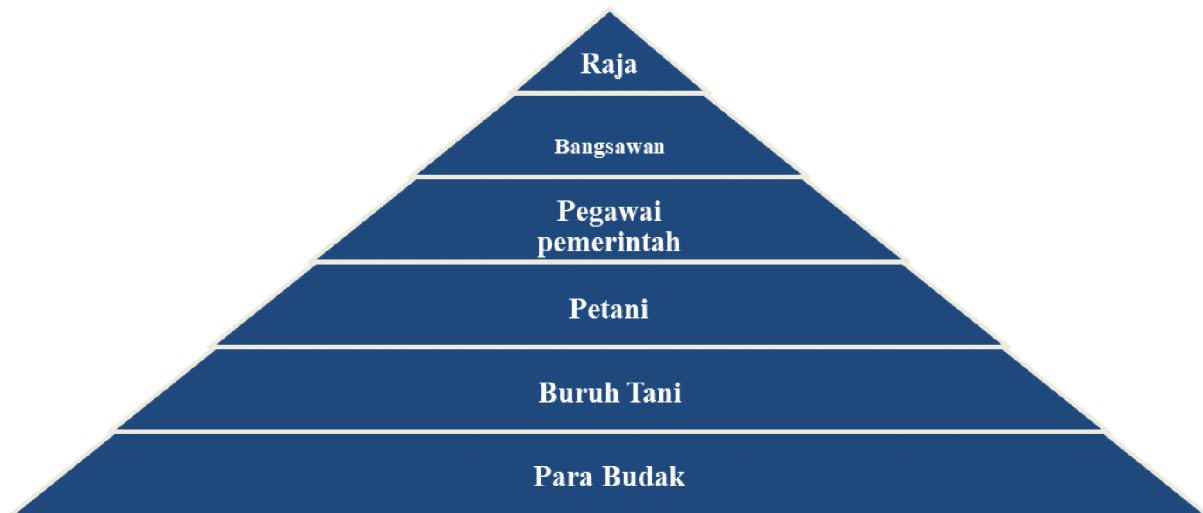 Raja
Bangsawan
Pegawai
pemerintah
Petani
Buruh Tani
Para Budak